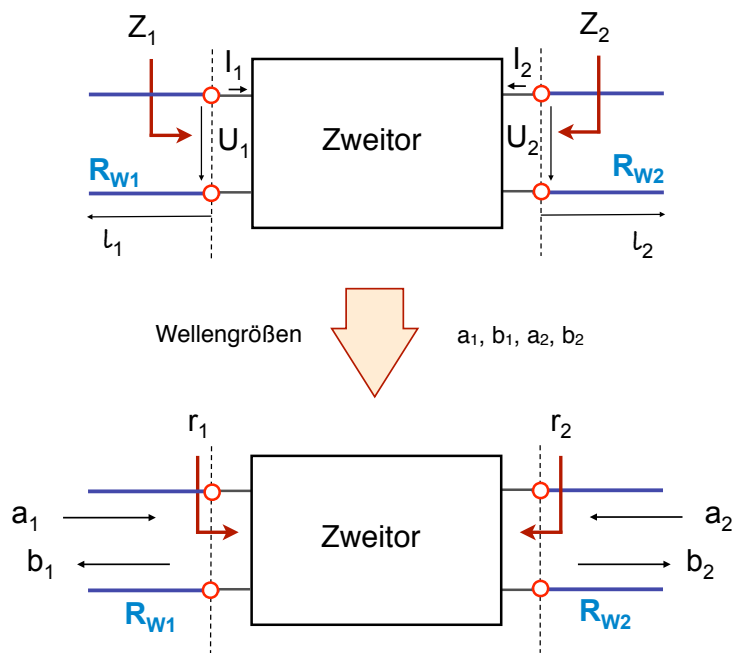 Z1 Z2
I1 I2
U1 Zweitor U2
RW1 RW2
l1 l2
Wellengrößen a1, b1, a2, b2
r1 r2
a1 Zweitor a2
b1 b2
RW1 RW2